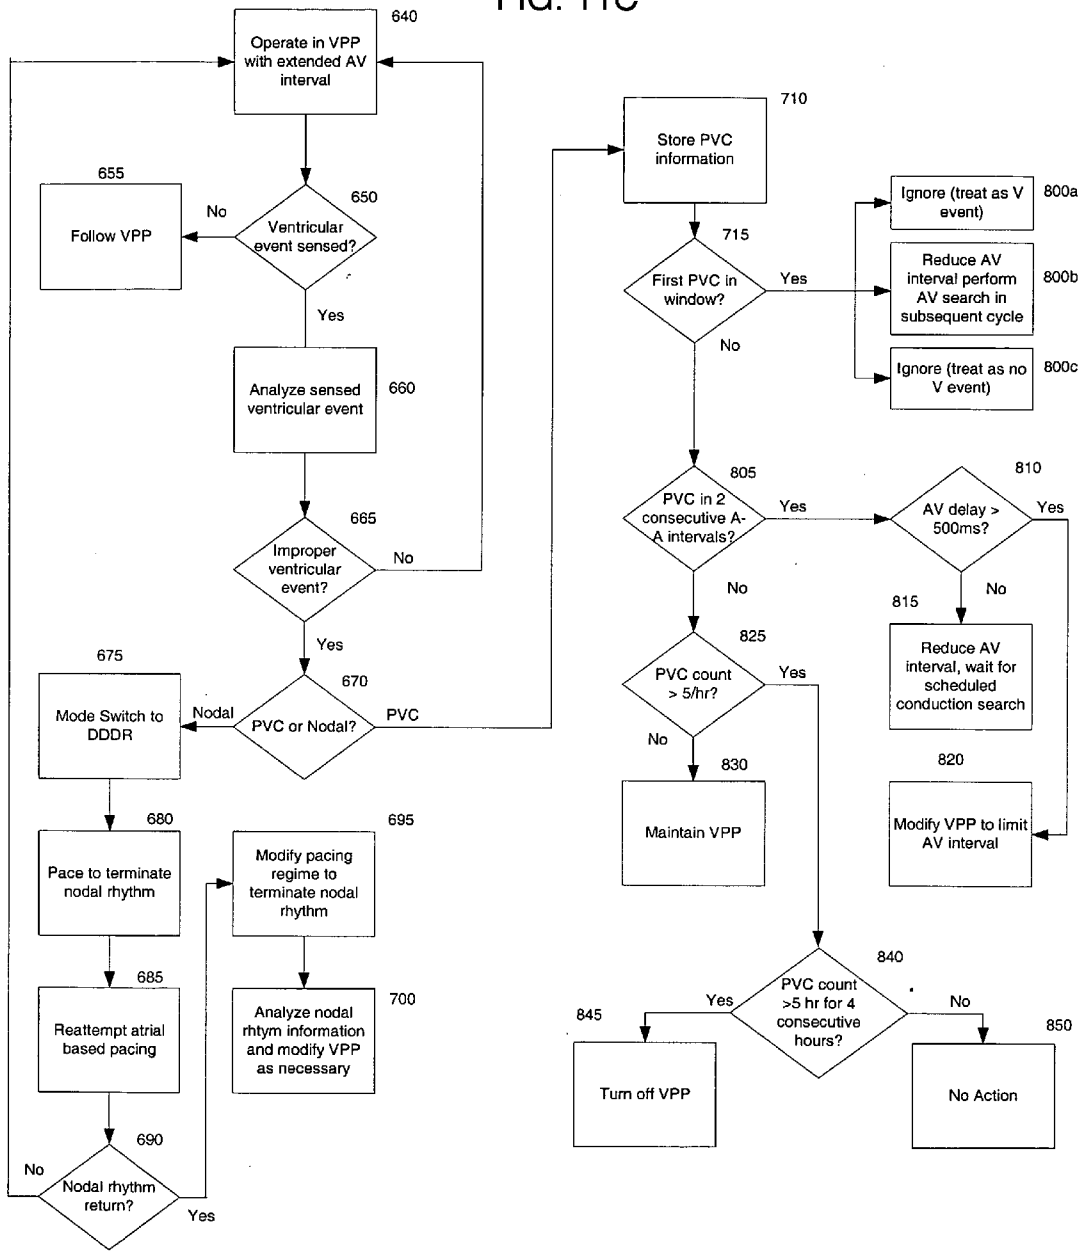 FIG. 11C
640
Operate in VPP
with extended AV
interval
655
Follow VPP
No
650
Ventricular
event sensed?
Yes
Analyze sensed
ventricular event
660
665
Improper
ventricular
event?
No
Yes
675
Mode Switch to
DDDR
Nodal
670
PVC or Nodal?
PVC
680
Pace to terminate
nodal rhythm
695
Modify pacing
regime to
terminate nodal
rhythm
685
Reattempt atrial
based pacing
700
Analyze nodal
rhtym information
and modify VPP
as necessary
690
No
Nodal rhythm
return?
Yes
710
Store PVC
information
715
First PVC in
window?
Yes
No
Ignore (treat as V
event)
800a
Reduce AV
interval perform
AV search in
subsequent cycle
800b
Ignore (treat as no
V event)
800c
805
PVC in 2
consecutive A-
A intervals?
Yes
No
810
AV delay >
500ms?
Yes
No
815
Reduce AV
interval, wait for
scheduled
conduction search
825
PVC count
> 5/hr?
Yes
No
820
Modify VPP to limit
AV interval
830
Maintain VPP
840
PVC count
>5 hr for 4
consecutive
hours?
Yes
No
845
Turn off VPP
850
No Action